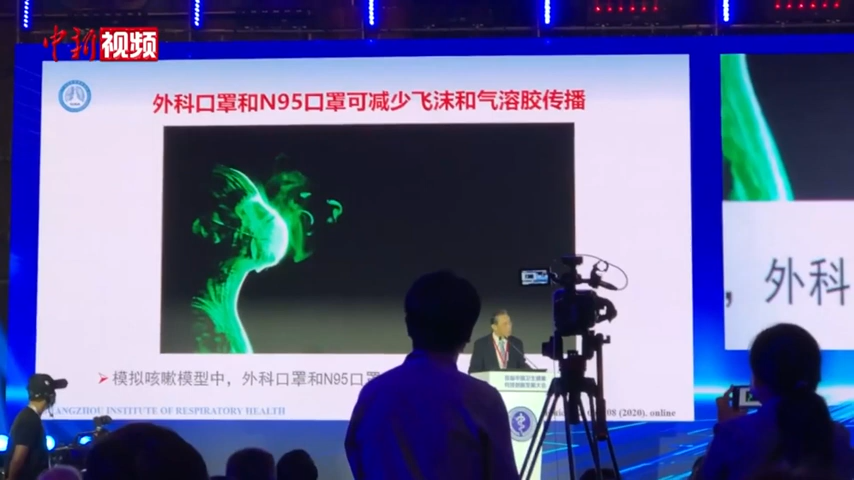 中新视频
外科口罩和N95口罩可减少飞沫和气溶胶传播
，外科
模拟咳嗽模型中，外科口罩和N95口罩
GUANGZHOU INSTITUTE OF RESPIRATORY HEALTH
08 (2020). online